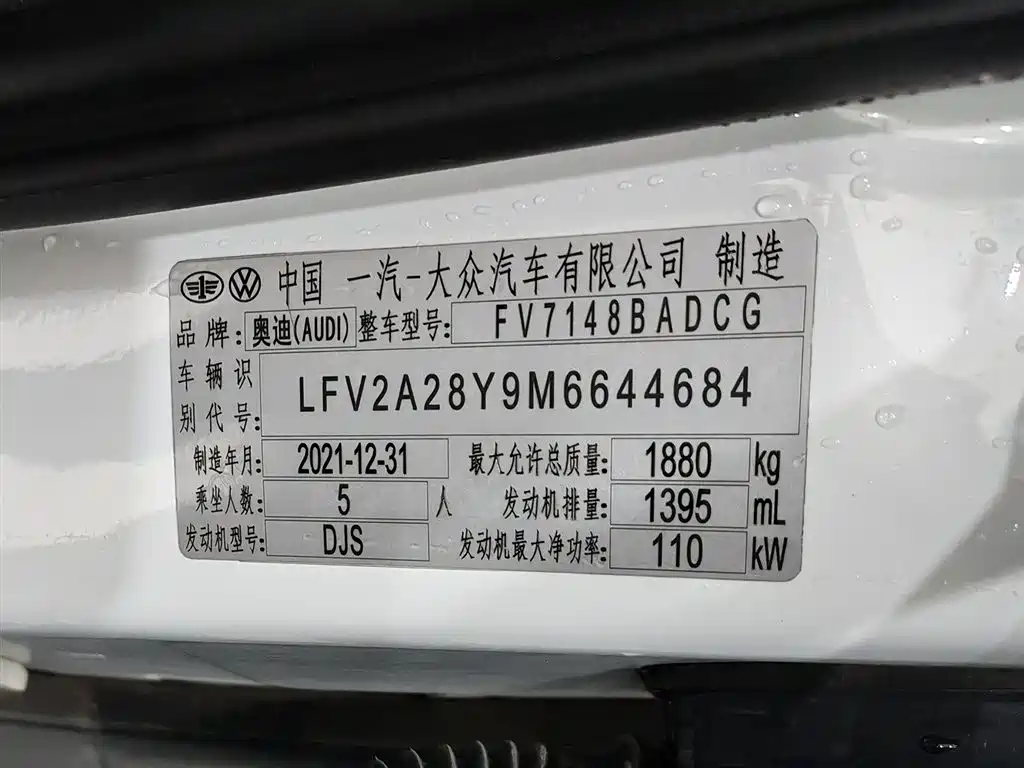 中国 一汽-大众汽车有限公司 制造
品牌: 奥迪(AUDI) 整车型号: FV7148BADCG
车辆识别代号: LFV2A28Y9M6644684
制造年月: 2021-12-31 最大允许总质量: 1880 kg
乘坐人数: 5 人 发动机排量: 1395 mL
发动机型号: DJS 发动机最大净功率: 110 kW